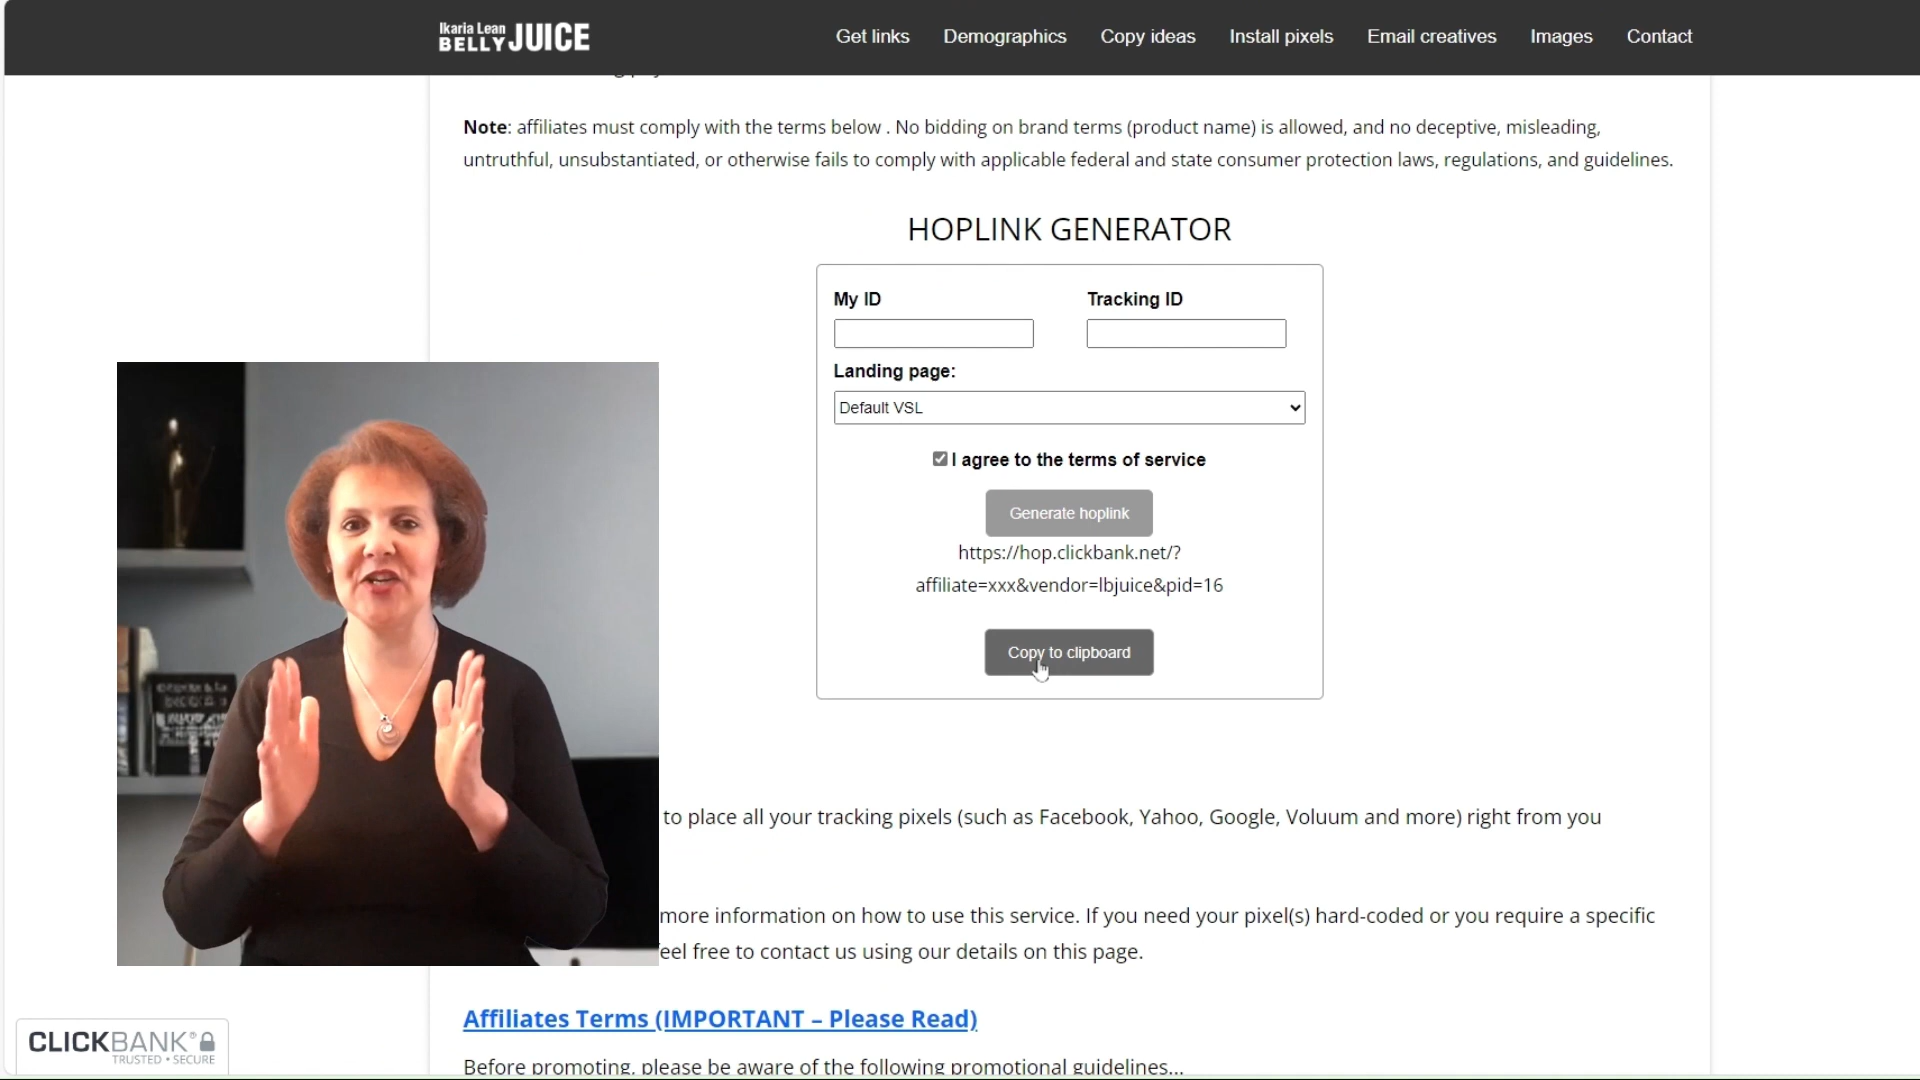 Ikaria Lean
BELLY JUICE
Get links
Demographics
Copy ideas
Install pixels
Email creatives
Images
Contact
Note: affiliates must comply with the terms below . No bidding on brand terms (product name) is allowed, and no deceptive, misleading,
untruthful, unsubstantiated, or otherwise fails to comply with applicable federal and state consumer protection laws, regulations, and guidelines.
HOPLINK GENERATOR
My ID
Tracking ID
Landing page:
Default VSL
I agree to the terms of service
Generate hoplink
https://hop.clickbank.net/?
affiliate=xxx&vendor=lbjuice&pid=16
Copy to clipboard
to place all your tracking pixels (such as Facebook, Yahoo, Google, Voluum and more) right from you
more information on how to use this service. If you need your pixel(s) hard-coded or you require a specific
eel free to contact us using our details on this page.
Affiliates Terms (IMPORTANT – Please Read)
Before promoting, please be aware of the following promotional guidelines...
CLICKBANK®
TRUSTED • SECURE